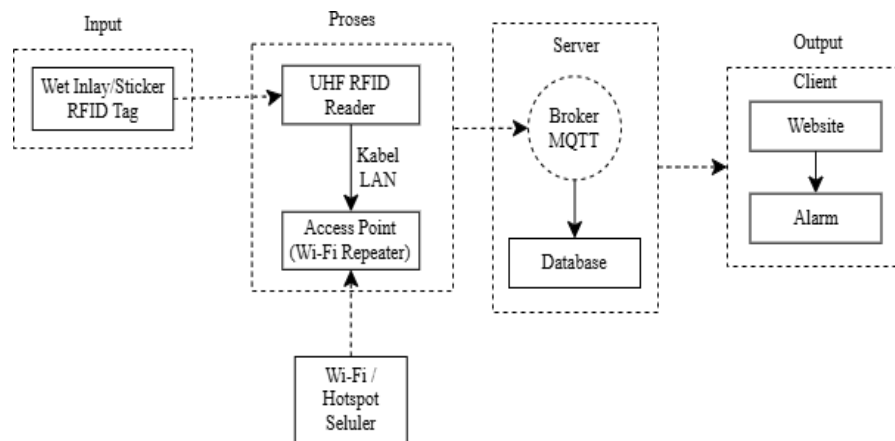 Input
Wet Inlay/Sticker
RFID Tag
Proses
UHF RFID
Reader
Kabel
LAN
Access Point
(Wi-Fi Repeater)
Wi-Fi /
Hotspot
Seluler
Server
Broker
MQTT
Database
Output
Client
Website
Alarm